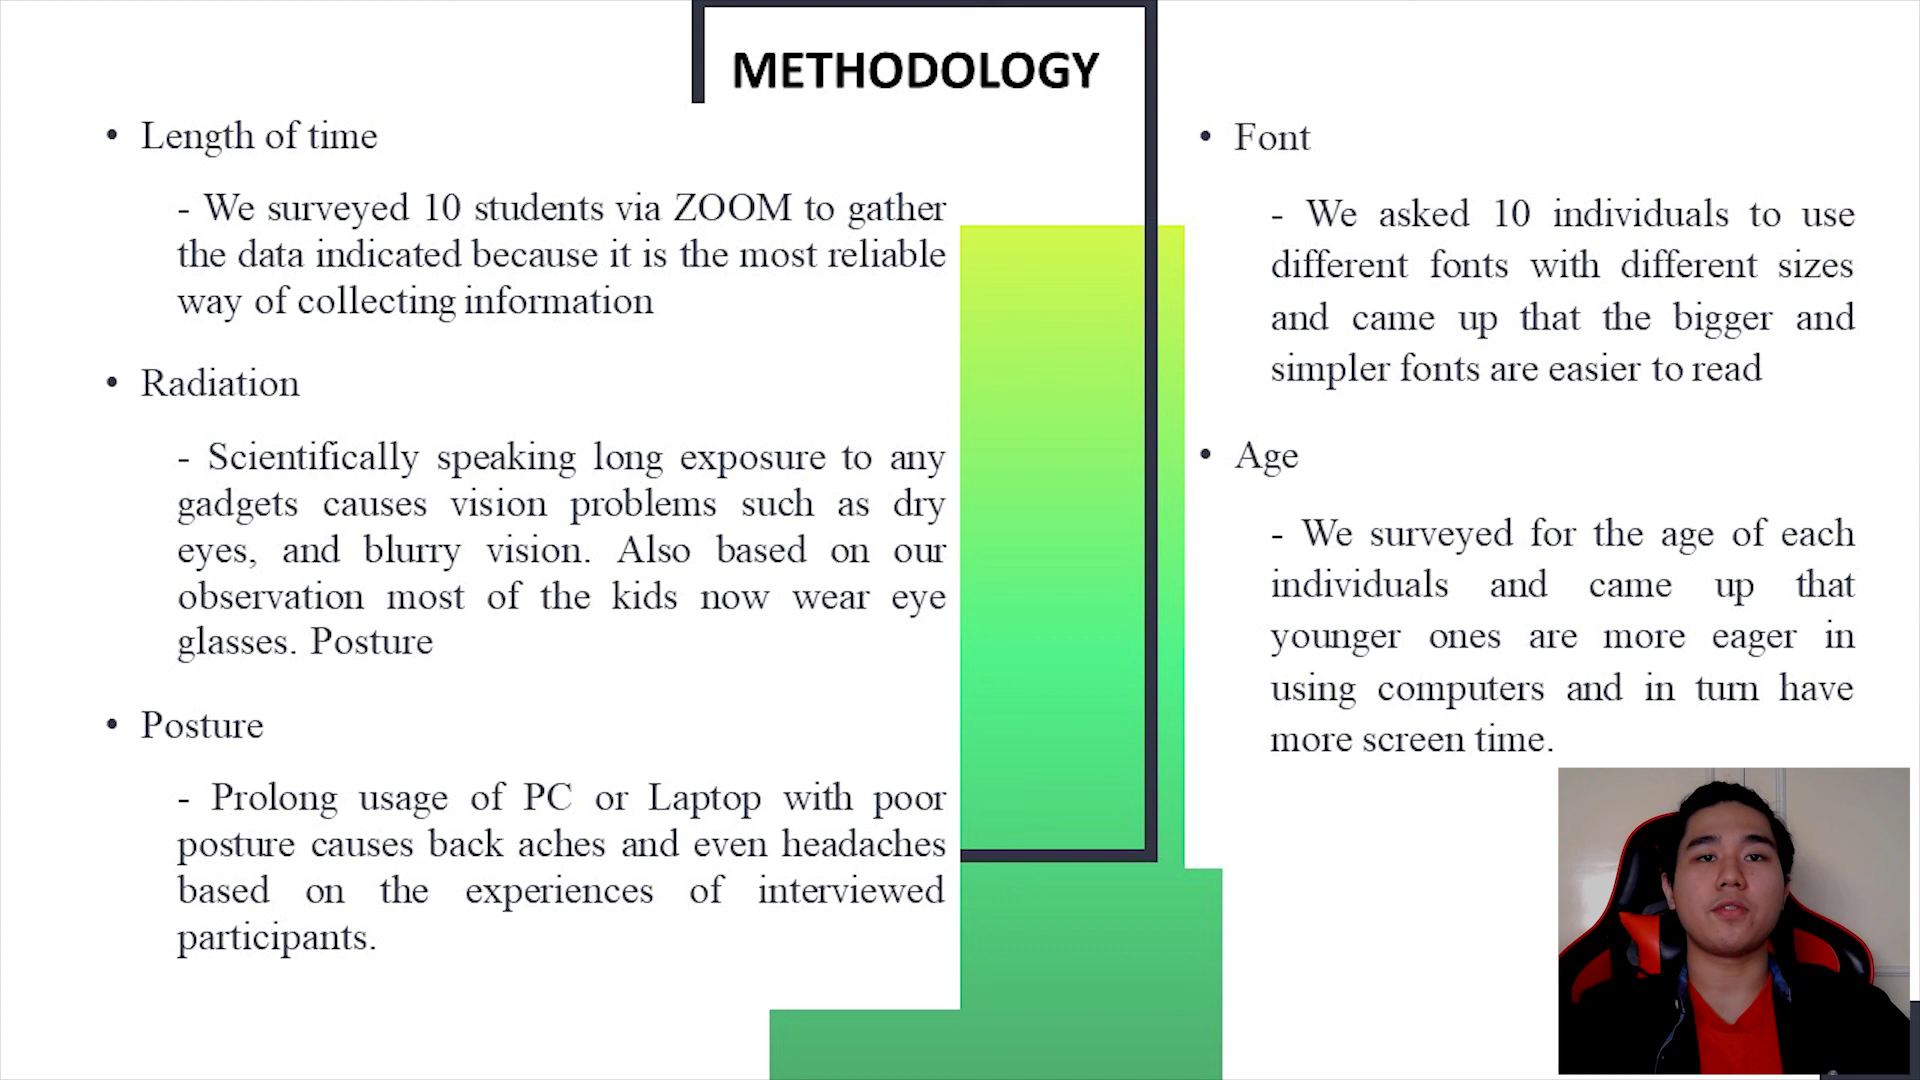 METHODOLOGY
• Length of time
- We surveyed 10 students via ZOOM to gather
the data indicated because it is the most reliable
way of collecting information
• Radiation
- Scientifically speaking long exposure to any
gadgets causes vision problems such as dry
eyes, and blurry vision. Also based on our
observation most of the kids now wear eye
glasses. Posture
• Posture
- Prolong usage of PC or Laptop with poor
posture causes back aches and even headaches
based on the experiences of interviewed
participants.
• Font
- We asked 10 individuals to use
different fonts with different sizes
and came up that the bigger and
simpler fonts are easier to read
• Age
- We surveyed for the age of each
individuals and came up that
younger ones are more eager in
using computers and in turn have
more screen time.